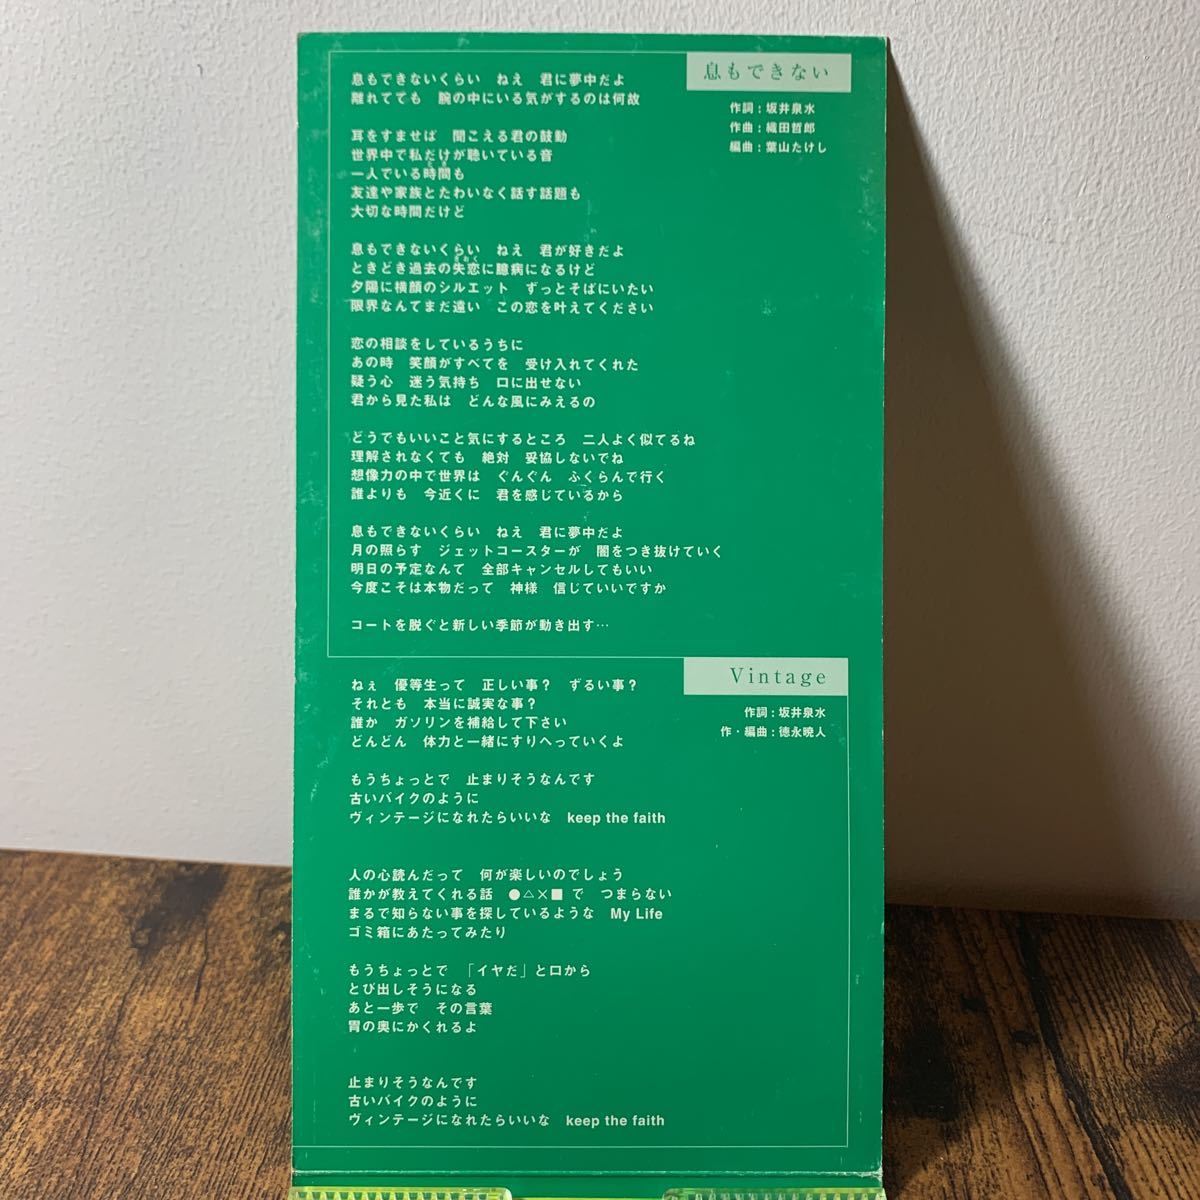 息もできない
作詞：坂井泉水
作曲：織田哲郎
編曲：葉山たけし
息もできないくらい　ねえ　君に夢中だよ
離れてても　腕の中にいる気がするのは何故
耳をすませば　聞こえる君の鼓動
世界中で私だけが聴いている音
一人でいる時間も
友達や家族とたわいなく話す話題も
大切な時間だけど
息もできないくらい　ねえ　君が好きだよ
ときどき過去の失恋に臆病になるけど
夕陽に横顔のシルエット　ずっとそばにいたい
限界なんてまだ遠い　この恋を叶えてください
恋の相談をしているうちに
あの時　笑顔がすべてを　受け入れてくれた
疑う心　迷う気持ち　口に出せない
君から見た私は　どんな風にみえるの
どうでもいいこと気にするところ　二人よく似てるね
理解されなくても　絶対　妥協しないでね
想像力の中で世界は　ぐんぐん　ふくらんで行く
誰よりも　今近くに　君を感じているから
息もできないくらい　ねえ　君に夢中だよ
月の照らす　ジェットコースターが　闇をつき抜けていく
明日の予定なんて　全部キャンセルしてもいい
今度こそは本物だって　神様　信じていいですか
コートを脱ぐと新しい季節が動き出す…
Vintage
作詞：坂井泉水
作・編曲：徳永暁人
ねぇ　優等生って　正しい事？　ずるい事？
それとも　本当に誠実な事？
誰か　ガソリンを補給して下さい
どんどん　体力と一緒にすりへっていくよ
もうちょっとで　止まりそうなんです
古いバイクのように
ヴィンテージになれたらいいな　keep the faith
人の心読んだって　何が楽しいのでしょう
誰かが教えてくれる話　●△×■ で　つまらない
まるで知らない事を探しているような　My Life
ゴミ箱にあたってみたり
もうちょっとで　「イヤだ」と口から
とび出しそうになる
あと一歩で　その言葉
胃の奥にかくれるよ
止まりそうなんです
古いバイクのように
ヴィンテージになれたらいいな　keep the faith